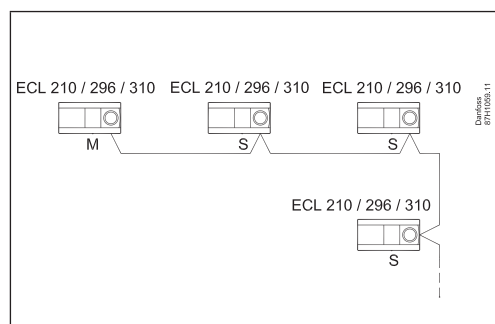 ECL 210 / 296 / 310 ECL 210 / 296 / 310 ECL 210 / 296 / 310
M S S
ECL 210 / 296 / 310
S
Danfoss
87H1059.11